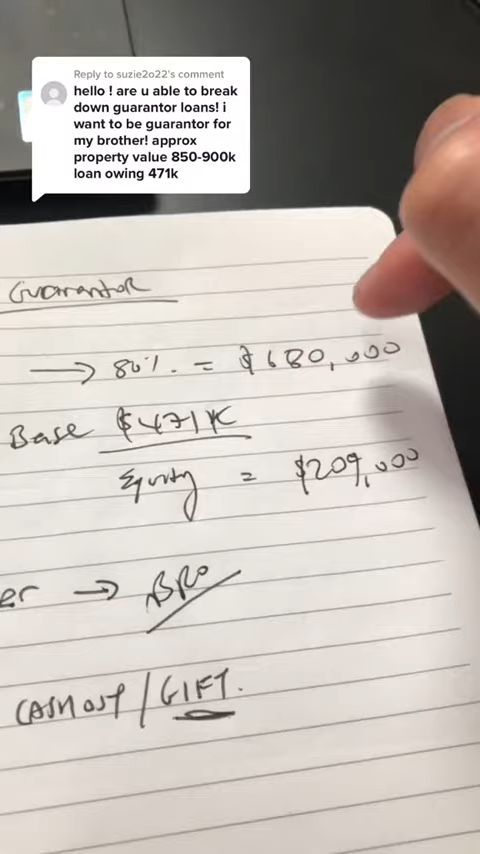 Reply to suzie2o22's comment
hello ! are u able to break
down guarantor loans! i
want to be guarantor for
my brother! approx
property value 850-900k
loan owing 471k
Guarantor
→ 80%. = $680,000
Base $471K
Equity = $209,000
er → BRO
CASHOUT / GIFT.